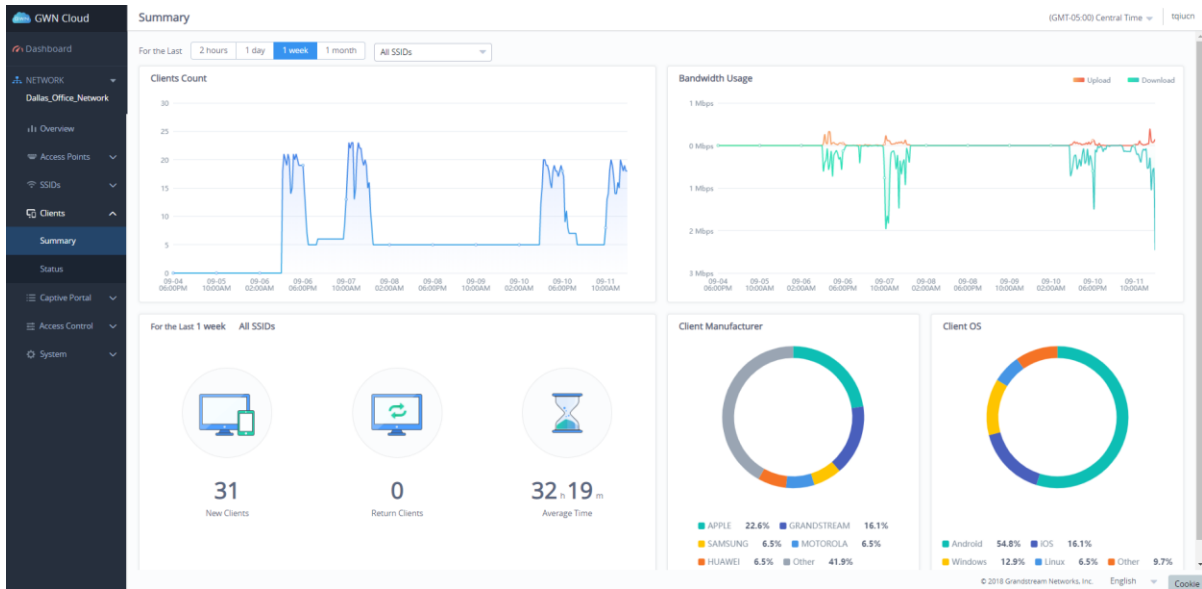 GWN Cloud
Summary
(GMT-05:00) Central Time
tqiucn
Dashboard
NETWORK
Dallas_Office_Network
Overview
Access Points
SSIDs
Clients
Summary
Status
Captive Portal
Access Control
System
For the Last 2 hours 1 day 1 week 1 month All SSIDs
Clients Count
30
25
20
15
10
5
0
09-04 09-05 09-06 09-06 09-07 09-08 09-08 09-09 09-10 09-10 09-11
06:00PM 10:00AM 02:00AM 06:00PM 10:00AM 02:00AM 06:00PM 10:00AM 02:00AM 06:00PM 10:00AM
Bandwidth Usage
Upload Download
1 Mbps
0 Mbps
1 Mbps
2 Mbps
3 Mbps
09-04 09-05 09-06 09-06 09-07 09-08 09-08 09-09 09-10 09-10 09-11
06:00PM 10:00AM 02:00AM 06:00PM 10:00AM 02:00AM 06:00PM 10:00AM 02:00AM 06:00PM 10:00AM
For the Last 1 week All SSIDs
31
New Clients
0
Return Clients
32 h 19 m
Average Time
Client Manufacturer
APPLE 22.6% GRANDSTREAM 16.1%
SAMSUNG 6.5% MOTOROLA 6.5%
HUAWEI 6.5% Other 41.9%
Client OS
Android 54.8% iOS 16.1%
Windows 12.9% Linux 6.5% Other 9.7%
© 2018 Grandstream Networks, Inc. English
Cookie